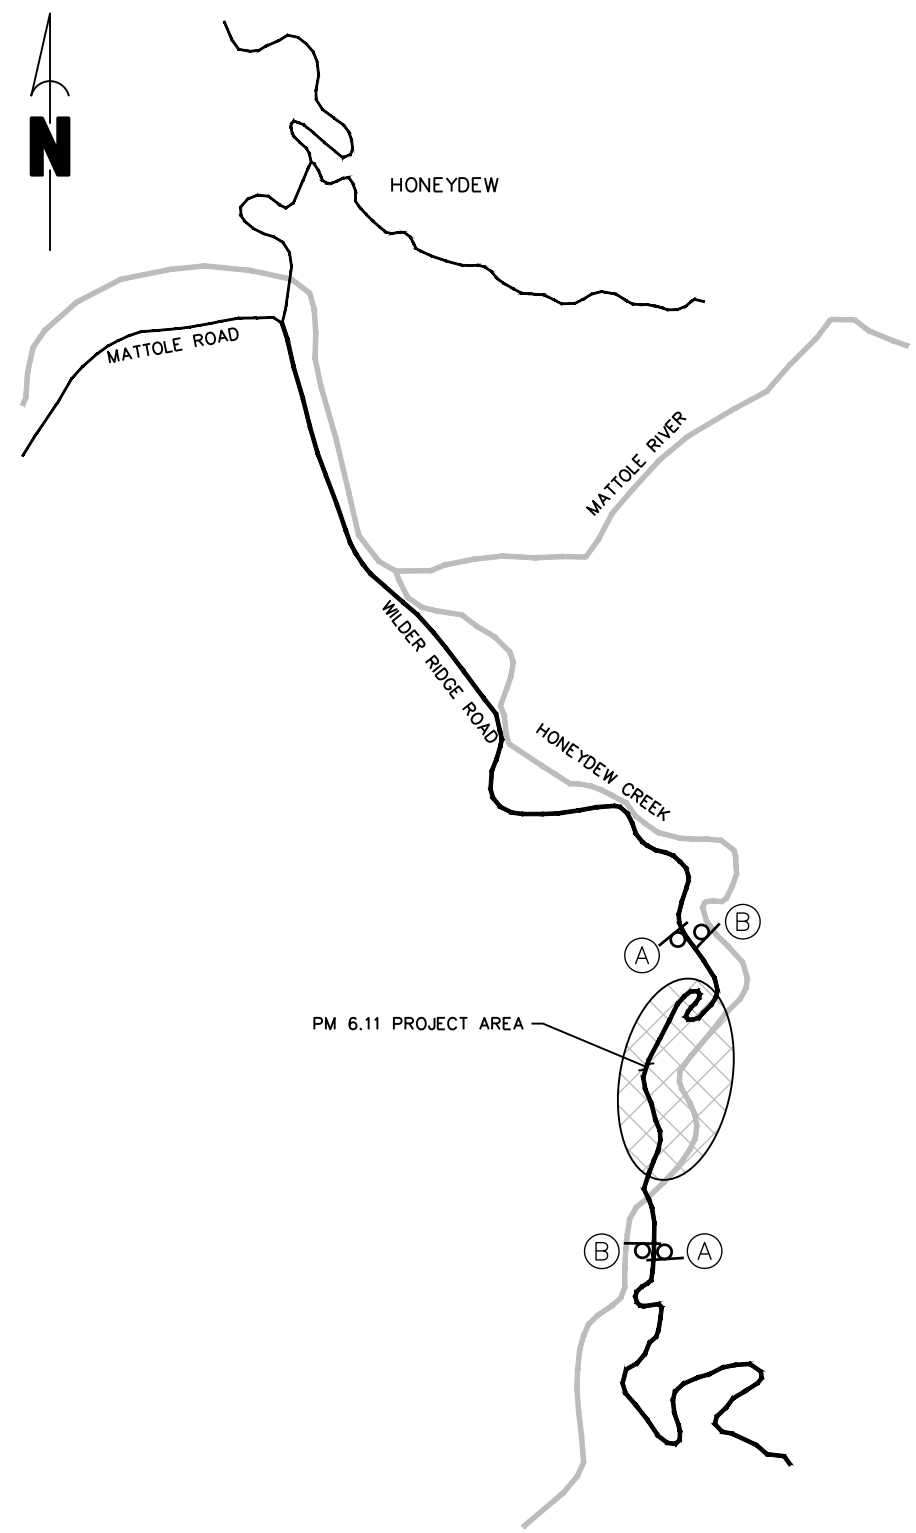 N
HONEYDEW
MATTOLE ROAD
MATTOLE RIVER
WILDER RIDGE ROAD
HONEYDEW CREEK
B
A
PM 6.11 PROJECT AREA
B
A